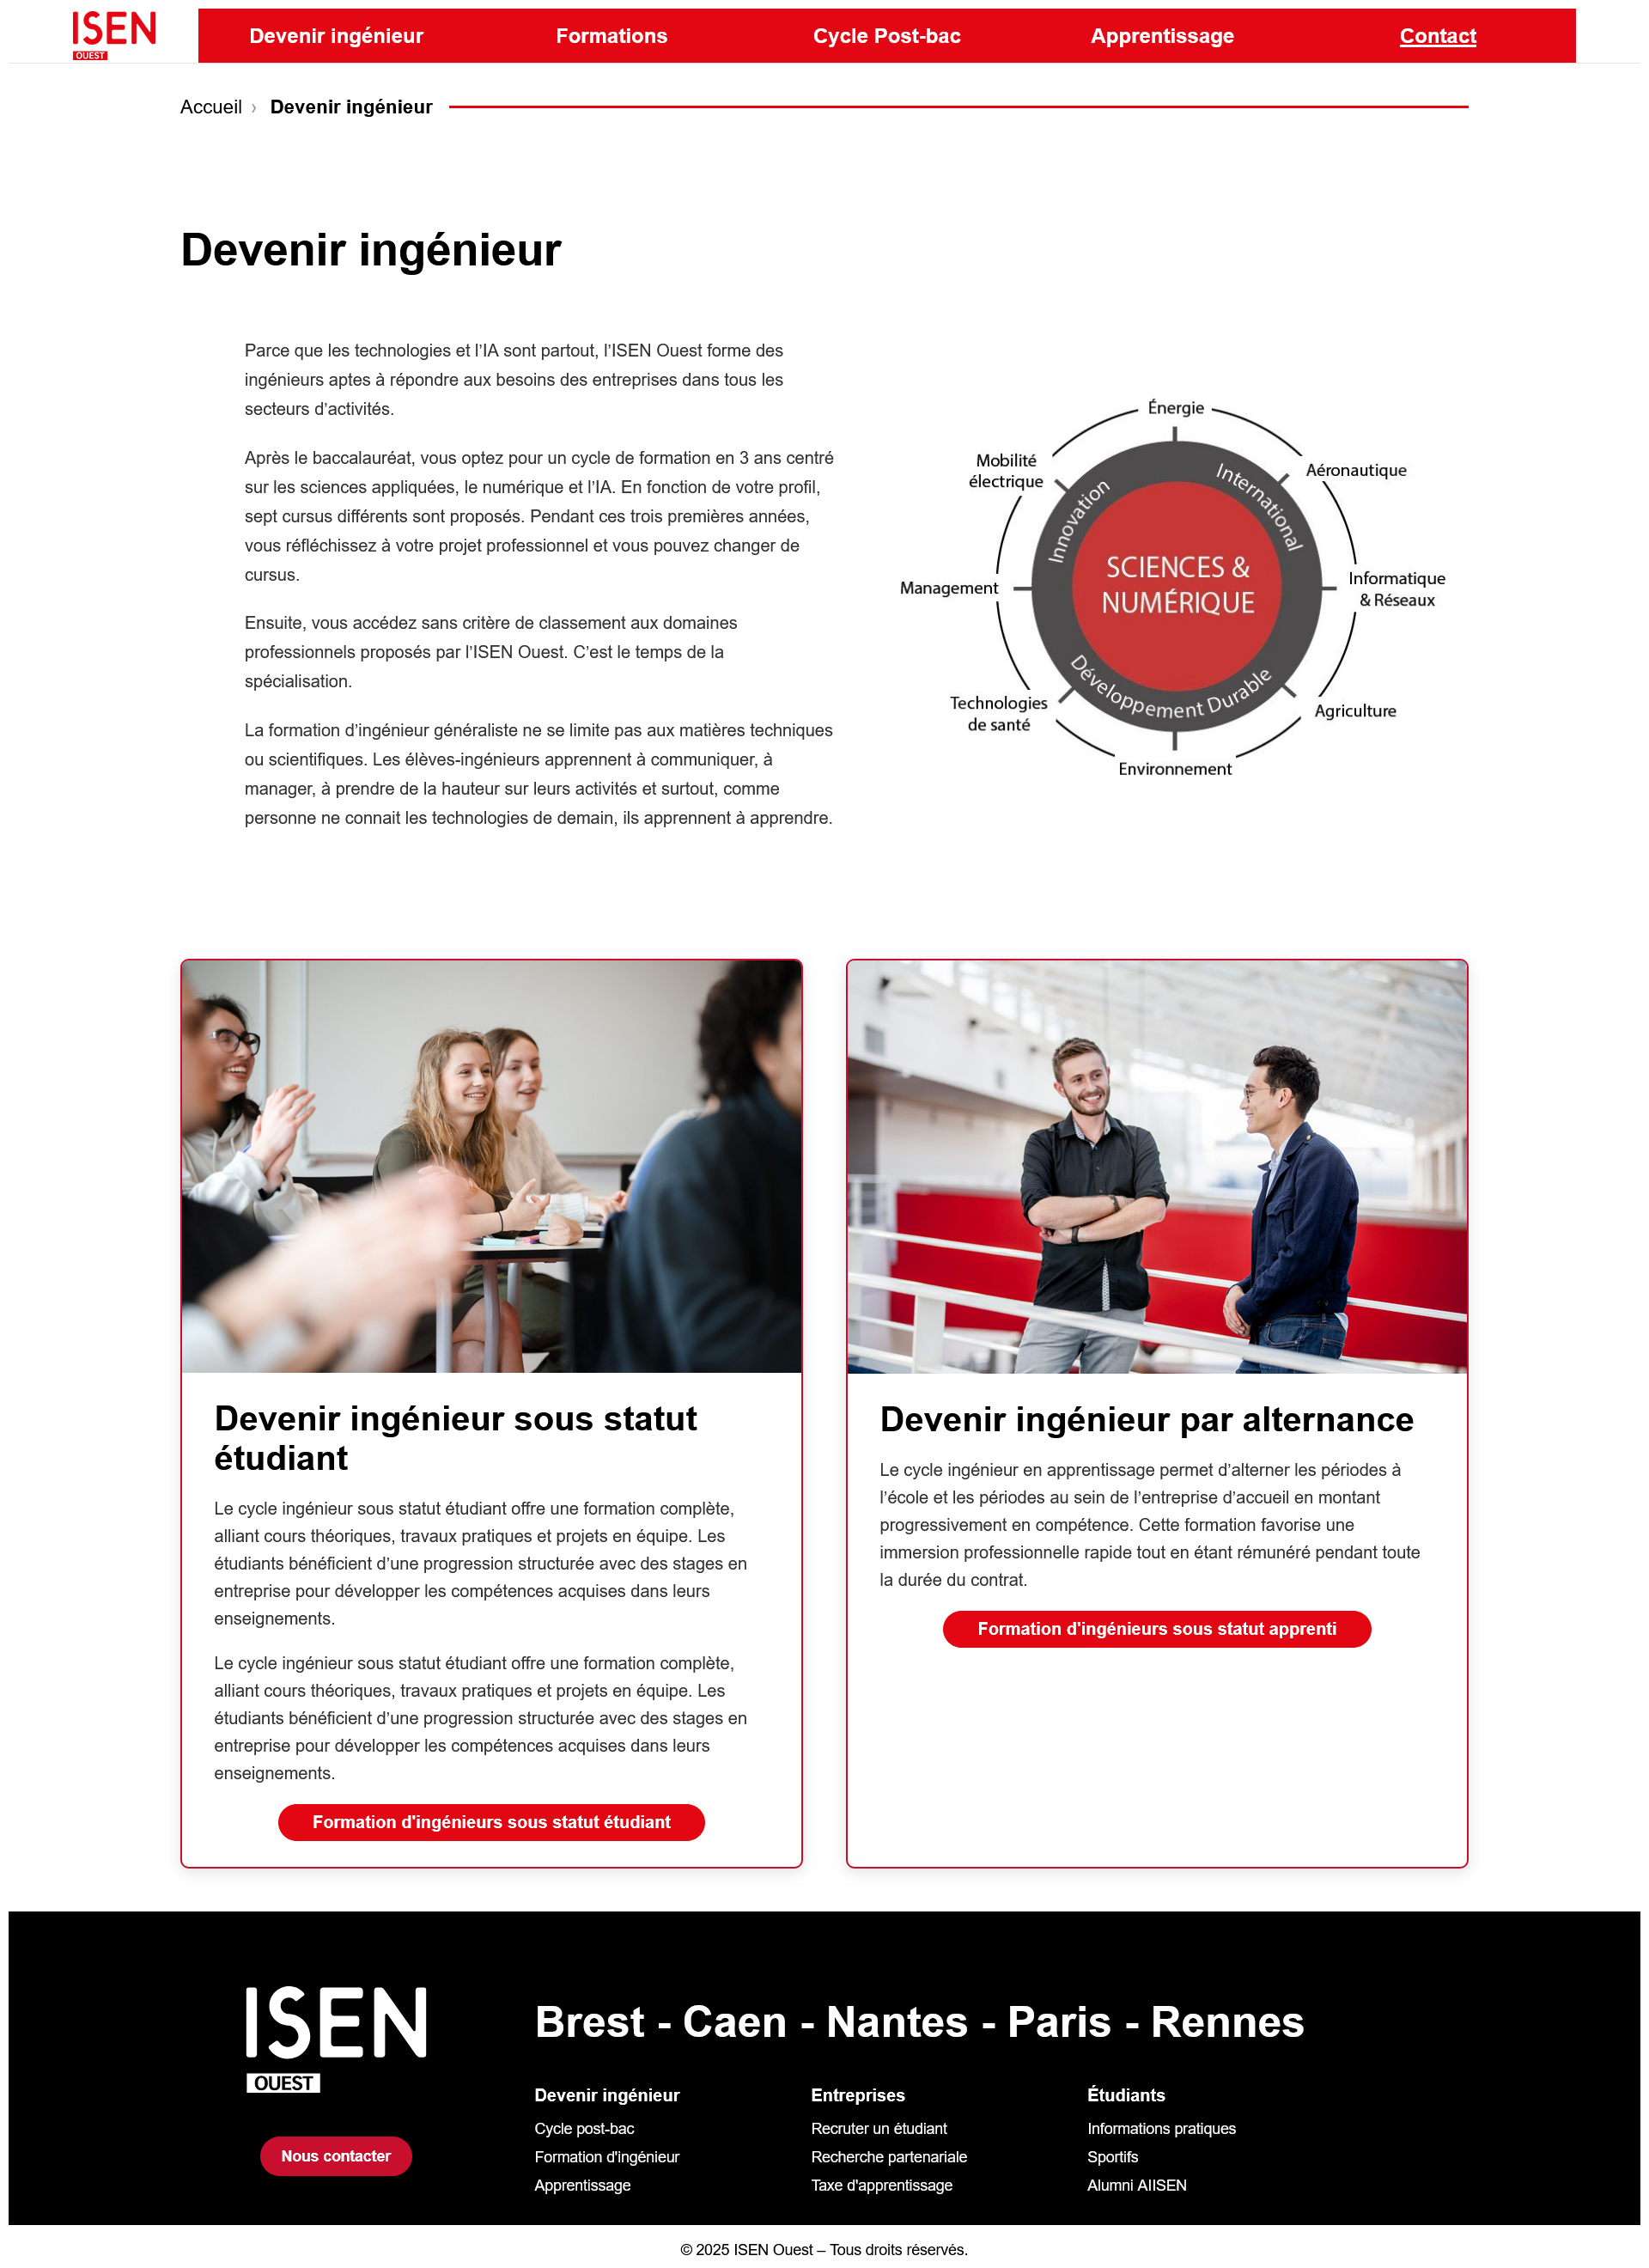 ISEN
OUEST
Devenir ingénieur
Formations
Cycle Post-bac
Apprentissage
Contact
Accueil › Devenir ingénieur
Devenir ingénieur
Parce que les technologies et l’IA sont partout, l’ISEN Ouest forme des
ingénieurs aptes à répondre aux besoins des entreprises dans tous les
secteurs d’activités.
Après le baccalauréat, vous optez pour un cycle de formation en 3 ans centré
sur les sciences appliquées, le numérique et l’IA. En fonction de votre profil,
sept cursus différents sont proposés. Pendant ces trois premières années,
vous réfléchissez à votre projet professionnel et vous pouvez changer de
cursus.
Ensuite, vous accédez sans critère de classement aux domaines
professionnels proposés par l’ISEN Ouest. C’est le temps de la
spécialisation.
La formation d’ingénieur généraliste ne se limite pas aux matières techniques
ou scientifiques. Les élèves-ingénieurs apprennent à communiquer, à
manager, à prendre de la hauteur sur leurs activités et surtout, comme
personne ne connait les technologies de demain, ils apprennent à apprendre.
Énergie
Aéronautique
Informatique
& Réseaux
Agriculture
Environnement
Technologies
de santé
Management
Mobilité
électrique
Innovation
International
Développement Durable
SCIENCES &
NUMÉRIQUE
Devenir ingénieur sous statut
étudiant
Le cycle ingénieur sous statut étudiant offre une formation complète,
alliant cours théoriques, travaux pratiques et projets en équipe. Les
étudiants bénéficient d’une progression structurée avec des stages en
entreprise pour développer les compétences acquises dans leurs
enseignements.
Le cycle ingénieur sous statut étudiant offre une formation complète,
alliant cours théoriques, travaux pratiques et projets en équipe. Les
étudiants bénéficient d’une progression structurée avec des stages en
entreprise pour développer les compétences acquises dans leurs
enseignements.
Formation d'ingénieurs sous statut étudiant
Devenir ingénieur par alternance
Le cycle ingénieur en apprentissage permet d’alterner les périodes à
l’école et les périodes au sein de l’entreprise d’accueil en montant
progressivement en compétence. Cette formation favorise une
immersion professionnelle rapide tout en étant rémunéré pendant toute
la durée du contrat.
Formation d'ingénieurs sous statut apprenti
ISEN
OUEST
Nous contacter
Brest - Caen - Nantes - Paris - Rennes
Devenir ingénieur
Cycle post-bac
Formation d'ingénieur
Apprentissage
Entreprises
Recruter un étudiant
Recherche partenariale
Taxe d'apprentissage
Étudiants
Informations pratiques
Sportifs
Alumni AIISEN
© 2025 ISEN Ouest – Tous droits réservés.